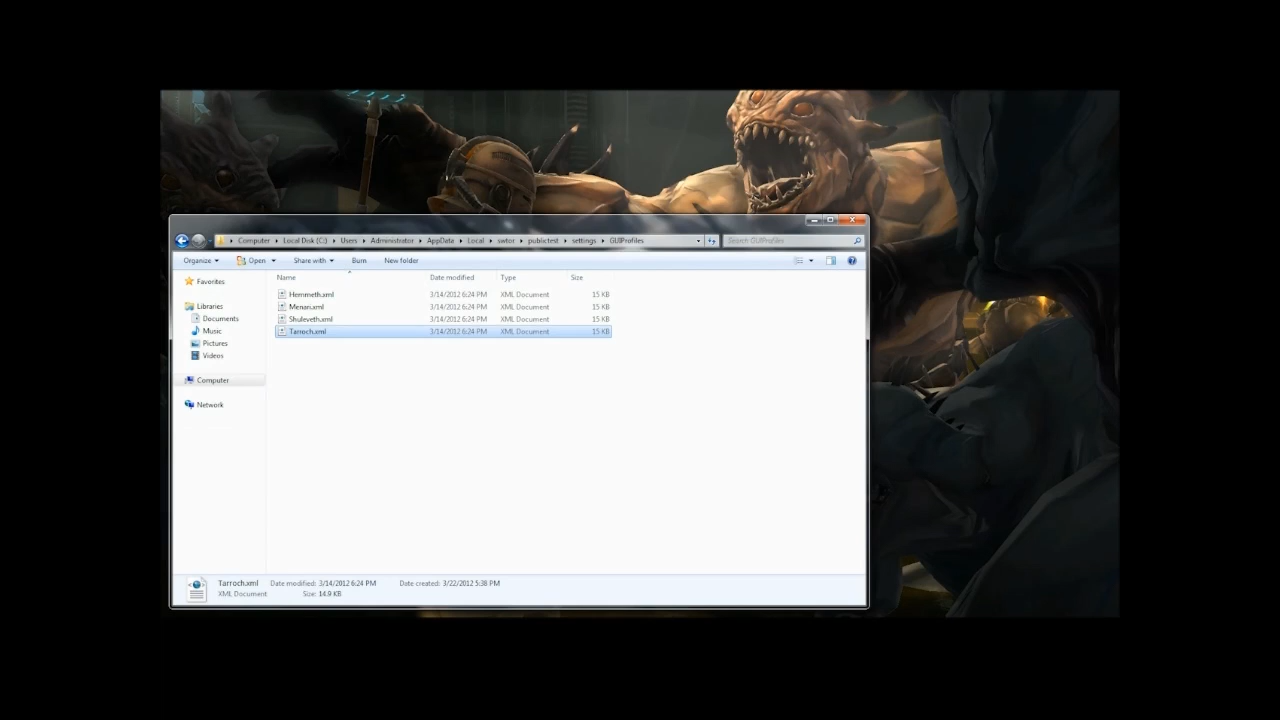 Computer Local Disk (C:) Users Administrator AppData Local swtor publictest settings GUIProfiles Search GUIProfiles
Organize Open Share with Burn New folder
Name Date modified Type Size
Favorites
Libraries
Documents
Music
Pictures
Videos
Computer
Network
Hemmeth.xml 3/14/2012 6:24 PM XML Document 15 KB
Menari.xml 3/14/2012 6:24 PM XML Document 15 KB
Shuleveth.xml 3/14/2012 6:24 PM XML Document 15 KB
Tarroch.xml 3/14/2012 6:24 PM XML Document 15 KB
Tarroch.xml Date modified: 3/14/2012 6:24 PM Date created: 3/22/2012 5:38 PM
XML Document Size: 14.9 KB